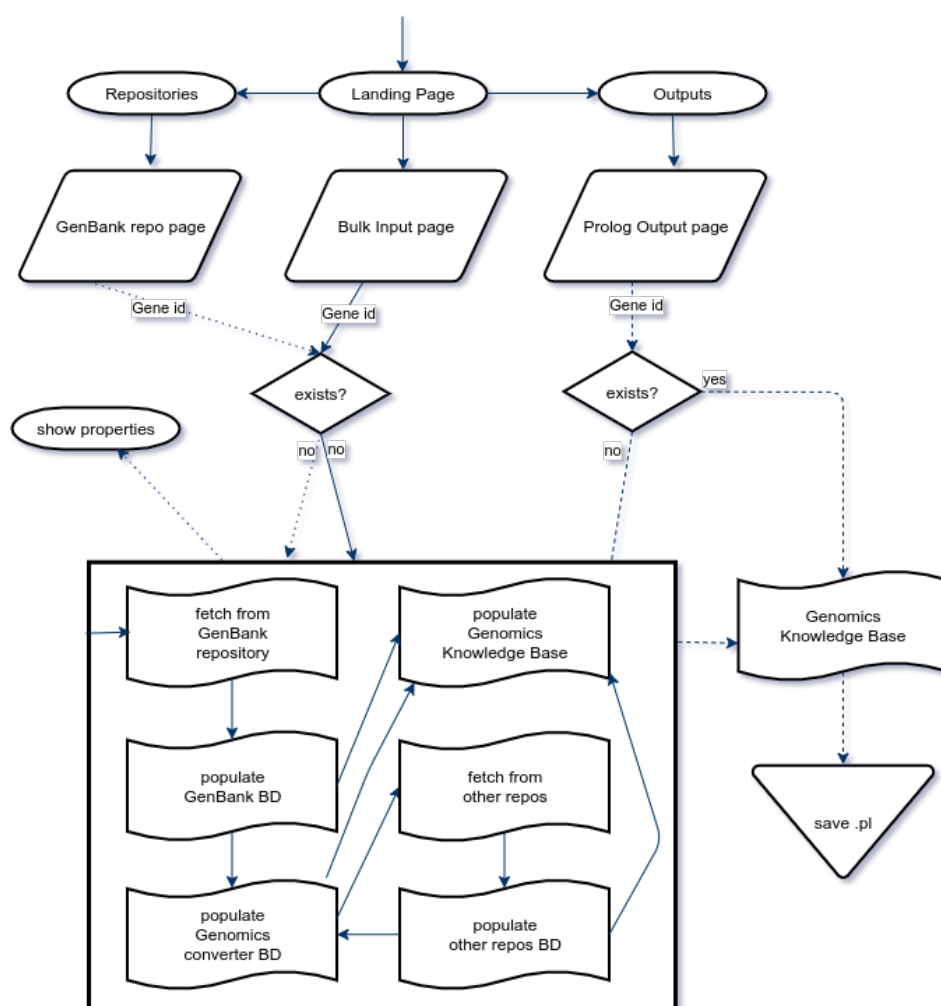 Repositories
Landing Page
Outputs
GenBank repo page
Bulk Input page
Prolog Output page
Gene id
Gene id
Gene id
exists?
exists?
yes
show properties
no
no
no
fetch from
GenBank
repository
populate
Genomics
Knowledge Base
Genomics
Knowledge Base
populate
GenBank BD
fetch from
other repos
save .pl
populate
Genomics
converter BD
populate
other repos BD